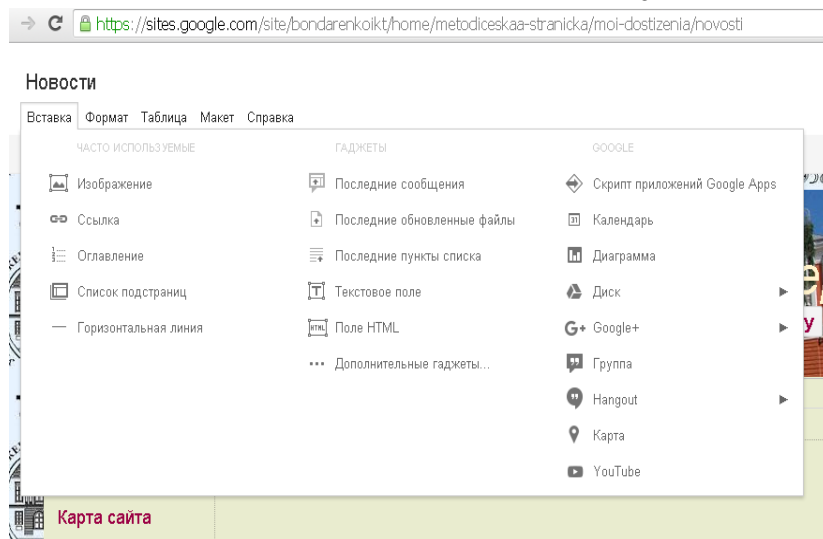 https://sites.google.com/site/bondarenkoikt/home/metodiceskaa-stranicka/moi-dostizenia/novosti
Новости
Вставка Формат Таблица Макет Справка
ЧАСТО ИСПОЛЬЗУЕМЫЕ
Изображение
Ссылка
Оглавление
Список подстраниц
Горизонтальная линия
ГАДЖЕТЫ
Последние сообщения
Последние обновленные файлы
Последние пункты списка
Текстовое поле
HTML Поле HTML
Дополнительные гаджеты...
GOOGLE
Скрипт приложений Google Apps
31 Календарь
Диаграмма
Диск
G+ Google+
Группа
Hangout
Карта
YouTube
Карта сайта